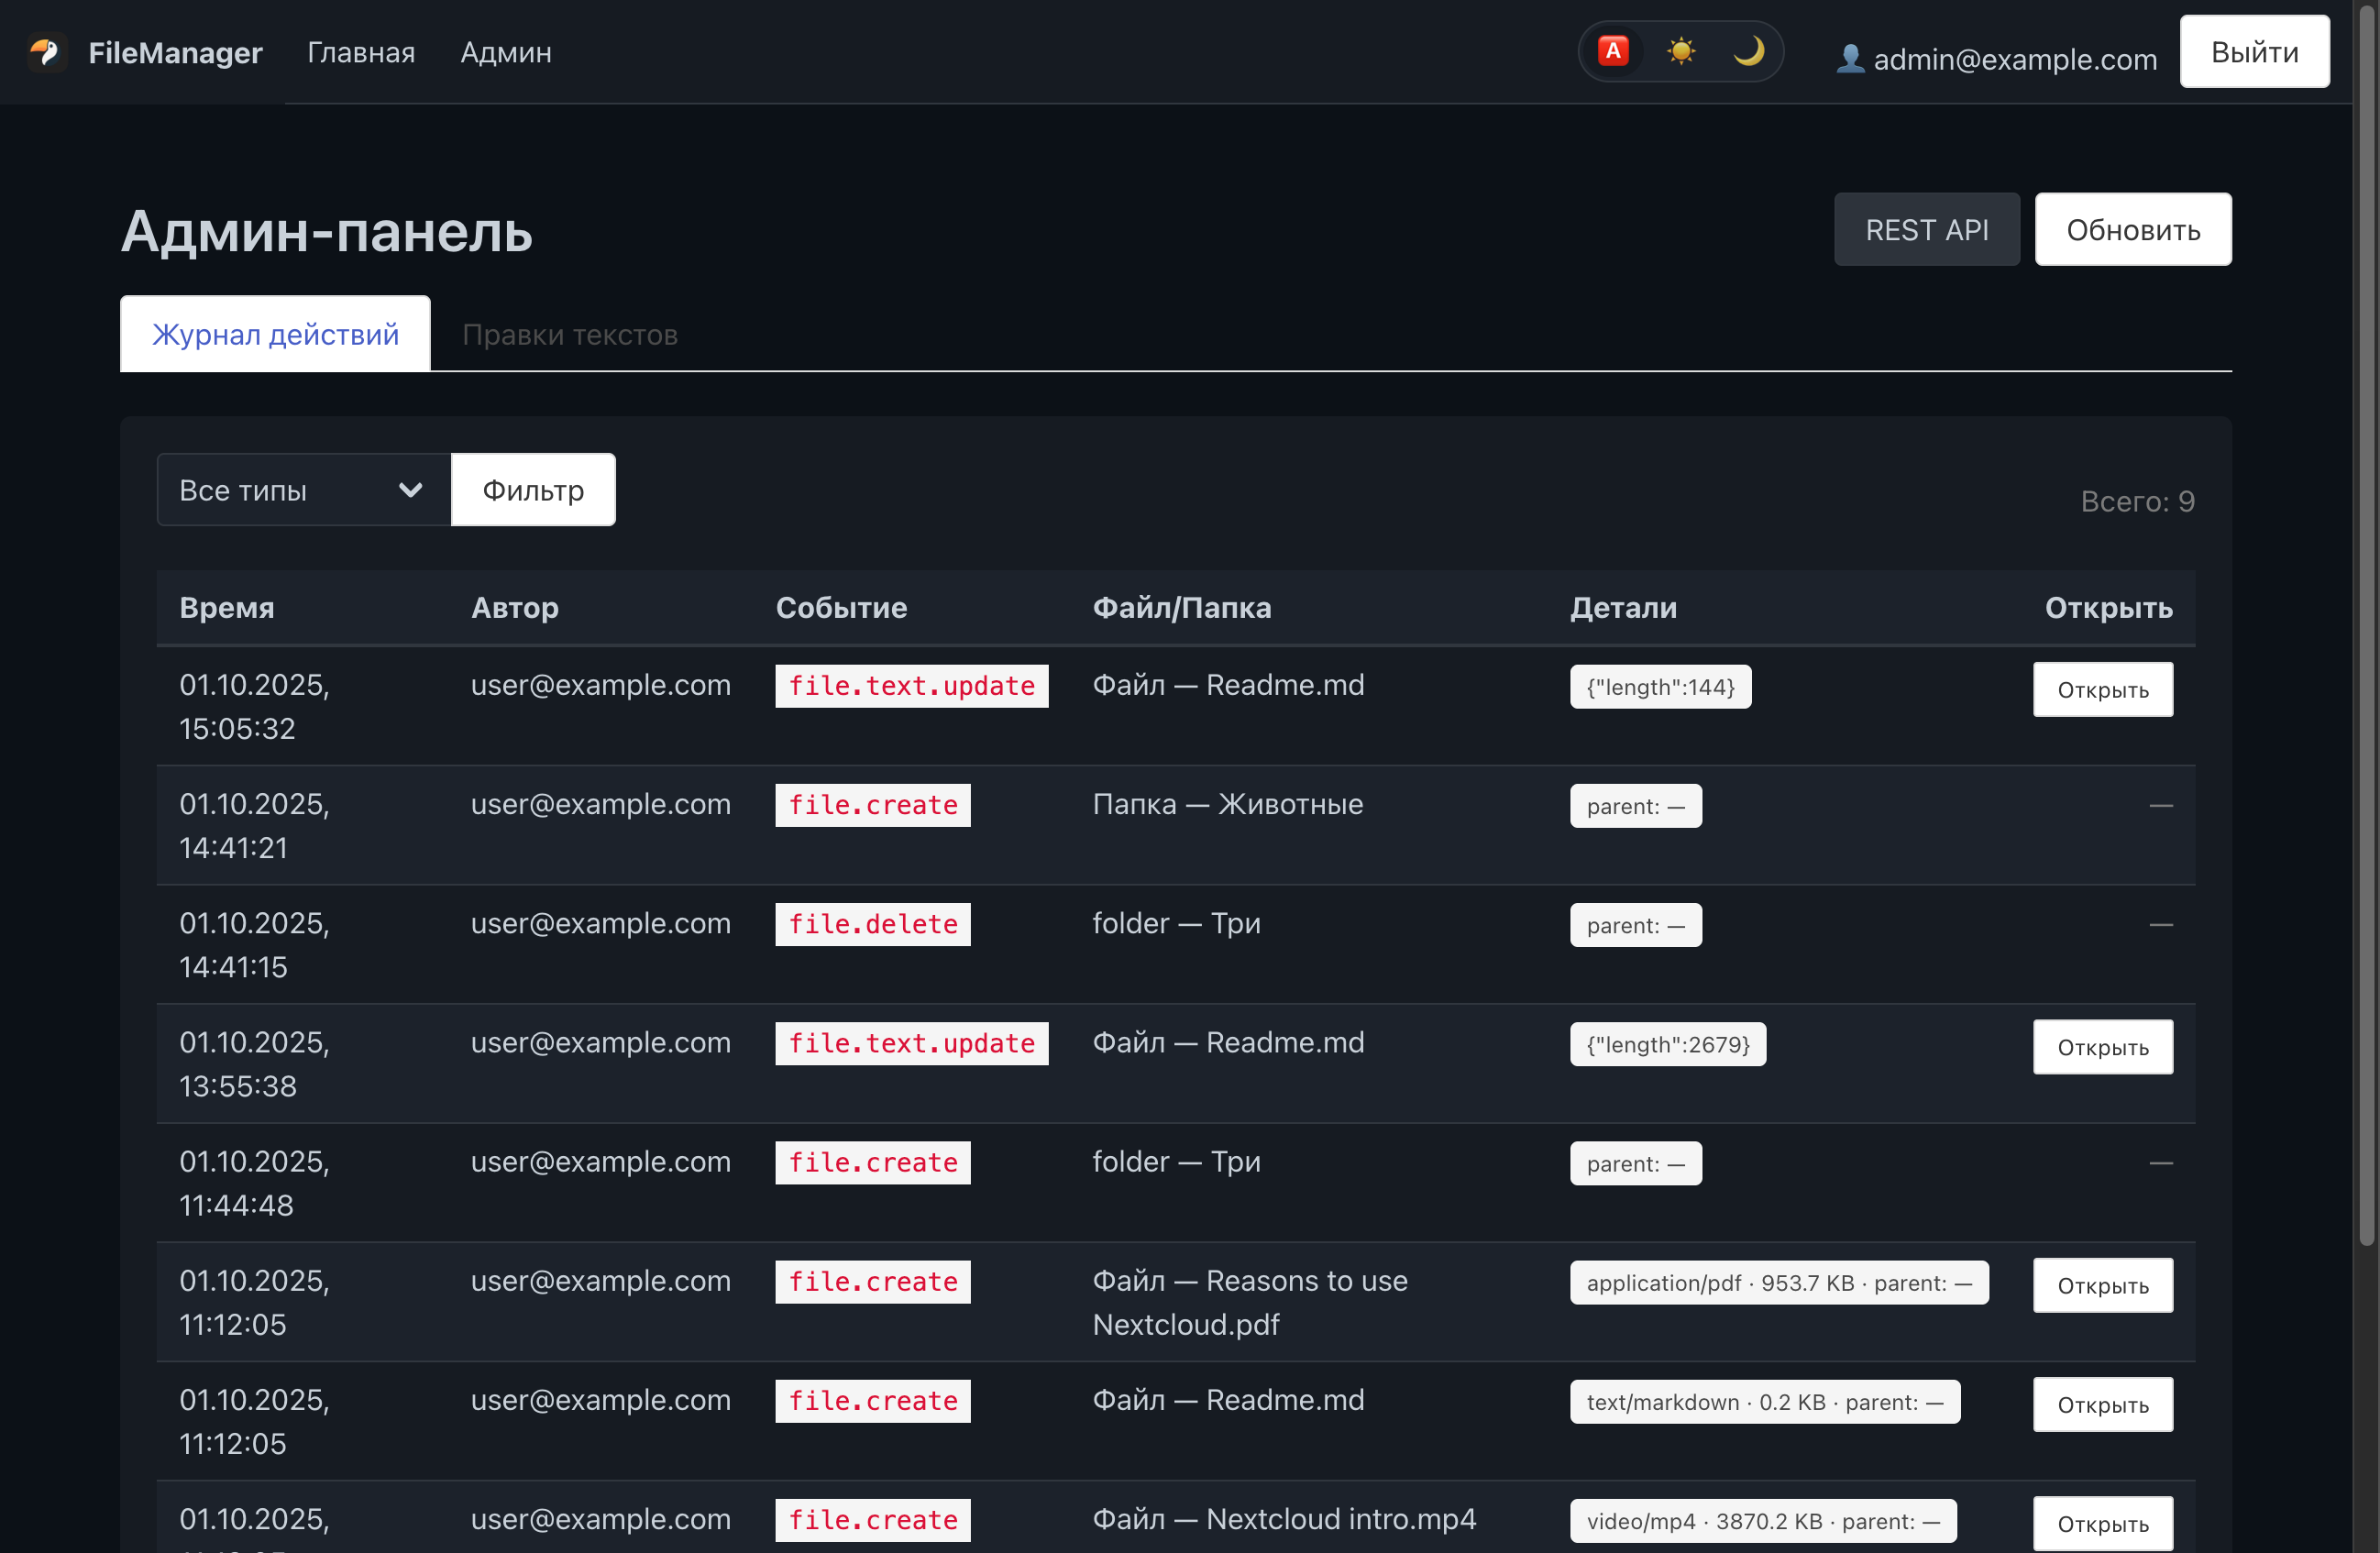 FileManager Главная Админ A admin@example.com Выйти
Админ-панель REST API Обновить
Журнал действий Правки текстов
Все типы Фильтр Всего: 9
Время Автор Событие Файл/Папка Детали Открыть
01.10.2025, user@example.com file.text.update Файл — Readme.md {"length":144} Открыть
15:05:32
01.10.2025, user@example.com file.create Папка — Животные parent: — —
14:41:21
01.10.2025, user@example.com file.delete folder — Три parent: — —
14:41:15
01.10.2025, user@example.com file.text.update Файл — Readme.md {"length":2679} Открыть
13:55:38
01.10.2025, user@example.com file.create folder — Три parent: — —
11:44:48
01.10.2025, user@example.com file.create Файл — Reasons to use application/pdf · 953.7 KB · parent: — Открыть
11:12:05 Nextcloud.pdf
01.10.2025, user@example.com file.create Файл — Readme.md text/markdown · 0.2 KB · parent: — Открыть
11:12:05
01.10.2025, user@example.com file.create Файл — Nextcloud intro.mp4 video/mp4 · 3870.2 KB · parent: — Открыть